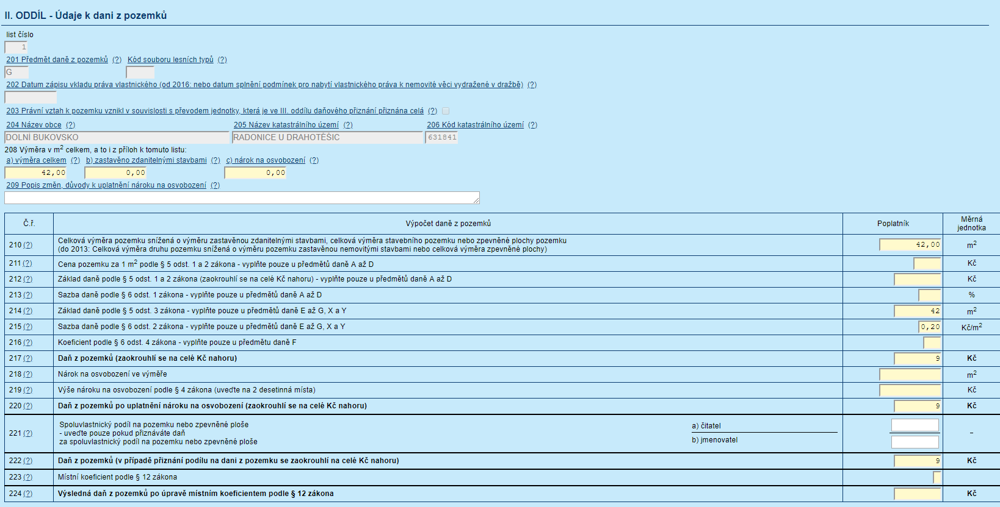 II. ODDÍL - Údaje k dani z pozemků
list číslo
1
201 Předmět daně z pozemků (?) Kód souboru lesních typů (?)
G
202 Datum zápisu vkladu práva vlastnického (od 2016: nebo datum splnění podmínek pro nabytí vlastnického práva k nemovité věci vydražené v dražbě) (?)
203 Právní vztah k pozemku vznikl v souvislosti s převodem jednotky, která je ve III. oddílu daňového přiznání přiznána celá (?)
204 Název obce (?) 205 Název katastrálního území (?) 206 Kód katastrálního území (?)
DOLNÍ BUKOVSKO RADONICE U DRAHOTĚŠIC 631841
208 Výměra v m² celkem, a to i z příloh k tomuto listu:
a) výměra celkem (?) b) zastavěno zdanitelnými stavbami (?) c) nárok na osvobození (?)
42,00 0,00 0,00
209 Popis změn, důvody k uplatnění nároku na osvobození (?)
Č.ř. Výpočet daně z pozemků Poplatník Měrná jednotka
210 (?) Celková výměra pozemku snížená o výměru zastavěnou zdanitelnými stavbami, celková výměra stavebního pozemku nebo zpevněné plochy pozemku
(do 2013: Celková výměra druhu pozemku snížená o výměru pozemku zastavěnou nemovitými stavbami nebo celková výměra zpevněné plochy) 42,00 m²
211 (?) Cena pozemku za 1 m² podle § 5 odst. 1 a 2 zákona - vyplňte pouze u předmětů daně A až D Kč
212 (?) Základ daně podle § 5 odst. 1 a 2 zákona (zaokrouhlí se na celé Kč nahoru) - vyplňte pouze u předmětů daně A až D Kč
213 (?) Sazba daně podle § 6 odst. 1 zákona - vyplňte pouze u předmětů daně A až D %
214 (?) Základ daně podle § 5 odst. 3 zákona - vyplňte pouze u předmětů daně E až G, X a Y 42 m²
215 (?) Sazba daně podle § 6 odst. 2 zákona - vyplňte pouze u předmětů daně E až G, X a Y 0,20 Kč/m²
216 (?) Koeficient podle § 6 odst. 4 zákona - vyplňte pouze u předmětu daně F
217 (?) Daň z pozemků (zaokrouhlí se na celé Kč nahoru) 9 Kč
218 (?) Nárok na osvobození ve výměře m²
219 (?) Výše nároku na osvobození podle § 4 zákona (uveďte na 2 desetinná místa) Kč
220 (?) Daň z pozemků po uplatnění nároku na osvobození (zaokrouhlí se na celé Kč nahoru) 9 Kč
221 (?) Spoluvlastnický podíl na pozemku nebo zpevněné ploše
- uveďte pouze pokud přiznáváte daň
za spoluvlastnický podíl na pozemku nebo zpevněné ploše
a) čitatel
b) jmenovatel
–
222 (?) Daň z pozemků (v případě přiznání podílu na dani z pozemku se zaokrouhlí na celé Kč nahoru) 9 Kč
223 (?) Místní koeficient podle § 12 zákona
224 (?) Výsledná daň z pozemků po úpravě místním koeficientem podle § 12 zákona Kč